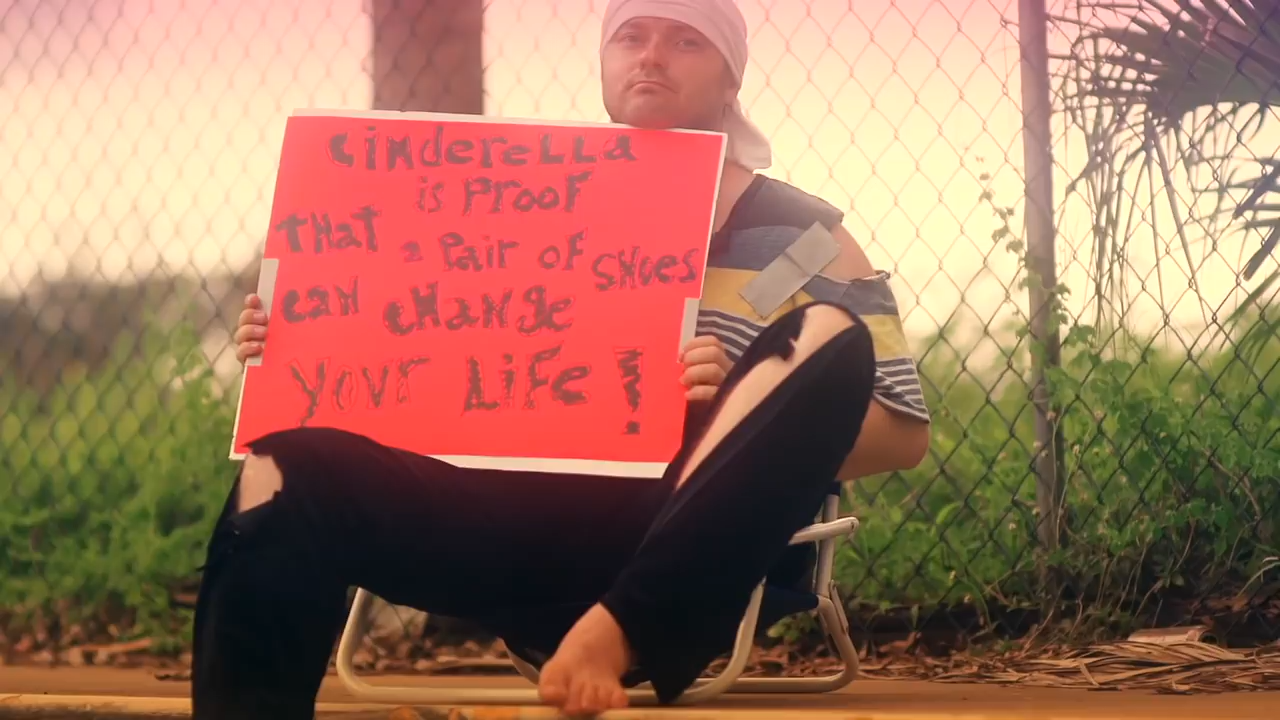 CiNdereLLa
is ProoF
THaT a Pair oF SHoes
caN cHaNge
your LiFe !